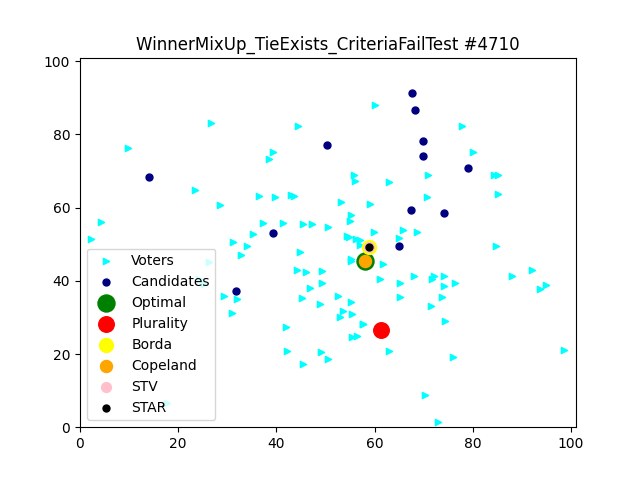 WinnerMixUp_TieExists_CriteriaFailTest #4710
100
80
60
40
20
0
0
20
40
60
80
100
Voters
Candidates
Optimal
Plurality
Borda
Copeland
STV
STAR